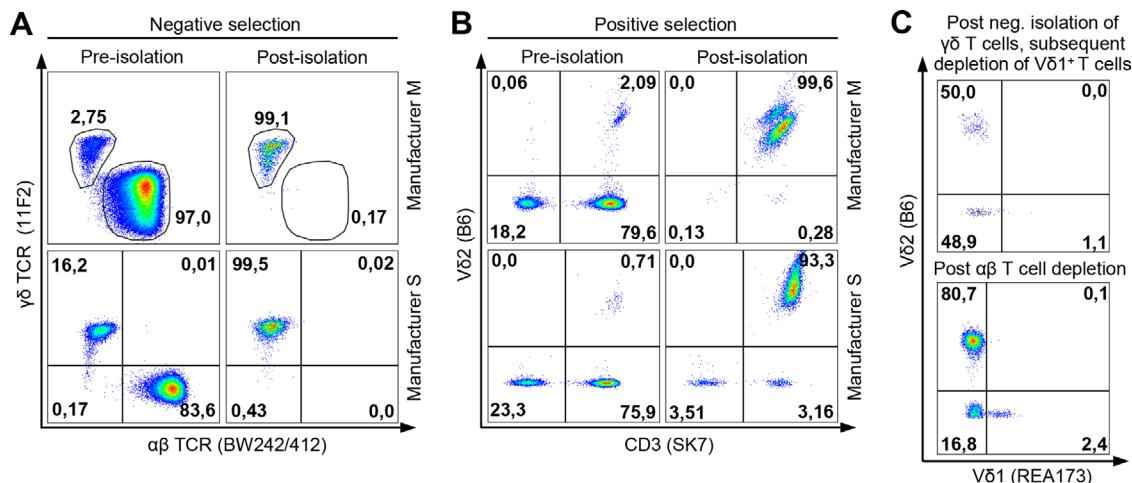 A
Negative selection
Pre-isolation
Post-isolation
2,75
97,0
99,1
0,17
Manufacturer M
16,2
0,01
0,17
83,6
99,5
0,02
0,43
0,0
Manufacturer S
γδ TCR (11F2)
αβ TCR (BW242/412)
B
Positive selection
Pre-isolation
Post-isolation
0,06
2,09
18,2
79,6
0,0
99,6
0,13
0,28
Manufacturer M
0,0
0,71
23,3
75,9
0,0
93,3
3,51
3,16
Manufacturer S
Vδ2 (B6)
CD3 (SK7)
C
Post neg. isolation of
γδ T cells, subsequent
depletion of Vδ1⁺ T cells
50,0
0,0
48,9
1,1
Post αβ T cell depletion
80,7
0,1
16,8
2,4
Vδ2 (B6)
Vδ1 (REA173)